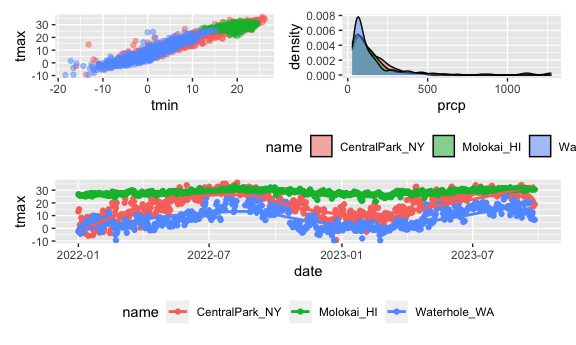 tmax
30
20
10
0
-10
-20 -10 0 10 20
tmin
density
0.008
0.006
0.004
0.002
0.000
0 500 1000
prcp
name CentralPark_NY Molokai_HI Wa
tmax
30
20
10
0
-10
2022-01 2022-07 2023-01 2023-07
date
name CentralPark_NY Molokai_HI Waterhole_WA